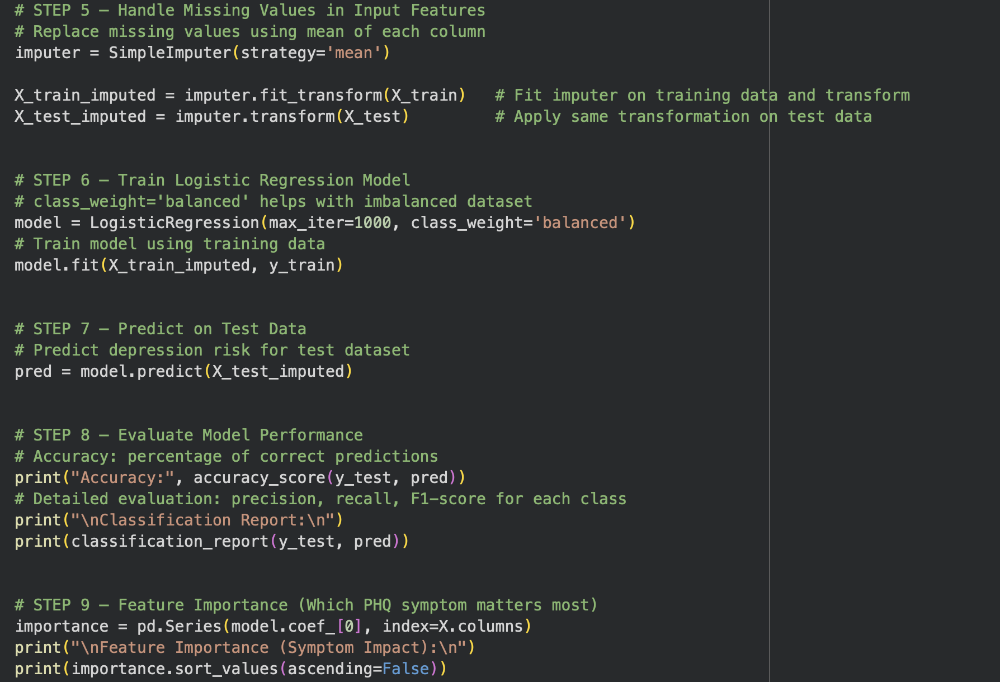 # STEP 5 — Handle Missing Values in Input Features
# Replace missing values using mean of each column
imputer = SimpleImputer(strategy='mean')
X_train_imputed = imputer.fit_transform(X_train)   # Fit imputer on training data and transform
X_test_imputed = imputer.transform(X_test)         # Apply same transformation on test data
# STEP 6 — Train Logistic Regression Model
# class_weight='balanced' helps with imbalanced dataset
model = LogisticRegression(max_iter=1000, class_weight='balanced')
# Train model using training data
model.fit(X_train_imputed, y_train)
# STEP 7 — Predict on Test Data
# Predict depression risk for test dataset
pred = model.predict(X_test_imputed)
# STEP 8 — Evaluate Model Performance
# Accuracy: percentage of correct predictions
print("Accuracy:", accuracy_score(y_test, pred))
# Detailed evaluation: precision, recall, F1-score for each class
print("\nClassification Report:\n")
print(classification_report(y_test, pred))
# STEP 9 — Feature Importance (Which PHQ symptom matters most)
importance = pd.Series(model.coef_[0], index=X.columns)
print("\nFeature Importance (Symptom Impact):\n")
print(importance.sort_values(ascending=False))